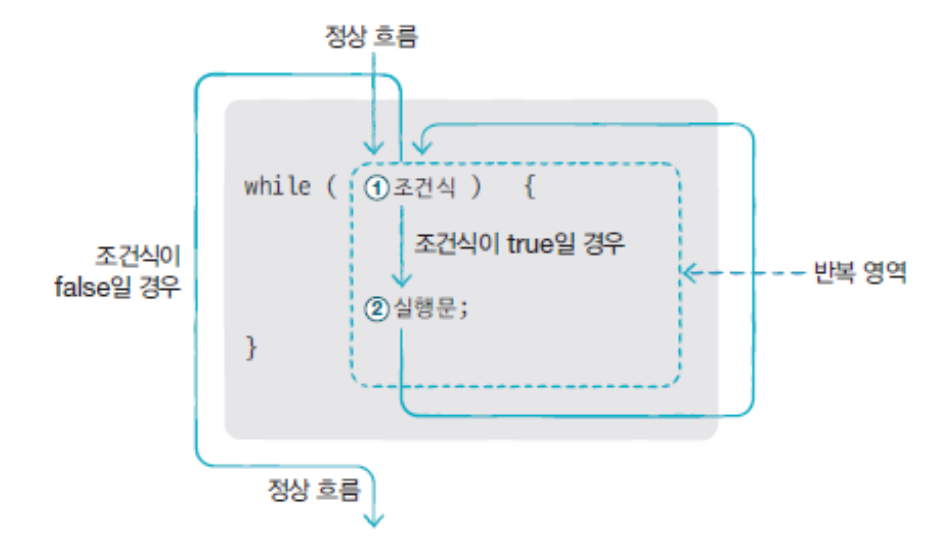 정상 흐름
while ( ①조건식 ) {
조건식이 true일 경우
조건식이
false일 경우
반복 영역
②실행문;
}
정상 흐름